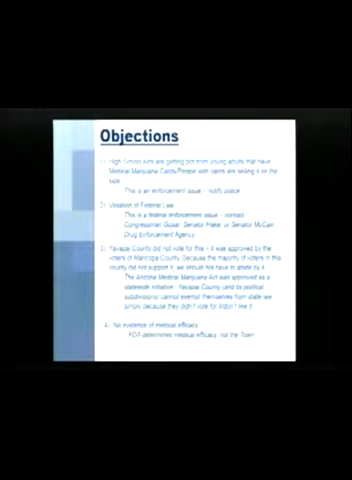 Objections
1) High School kids are getting pot from young adults that have
Medical Marijuana Cards/People with cards are selling it on the
side
This is an enforcement issue - notify police
2) Violation of Federal Law
This is a federal enforcement issue - contact
Congressman Gosar, Senator Flake, or Senator McCain
Drug Enforcement Agency
3) Yavapai County did not vote for this - it was approved by the
voters of Maricopa County. Because the majority of voters in this
county did not support it, we should not have to abide by it.
The Arizona Medical Marijuana Act was approved as a
statewide initiative. Yavapai County (and its political
subdivisions) cannot exempt themselves from state law
simply because they didn't vote for it/don't like it
4) No evidence of medical efficacy
FDA determines medical efficacy, not the Town